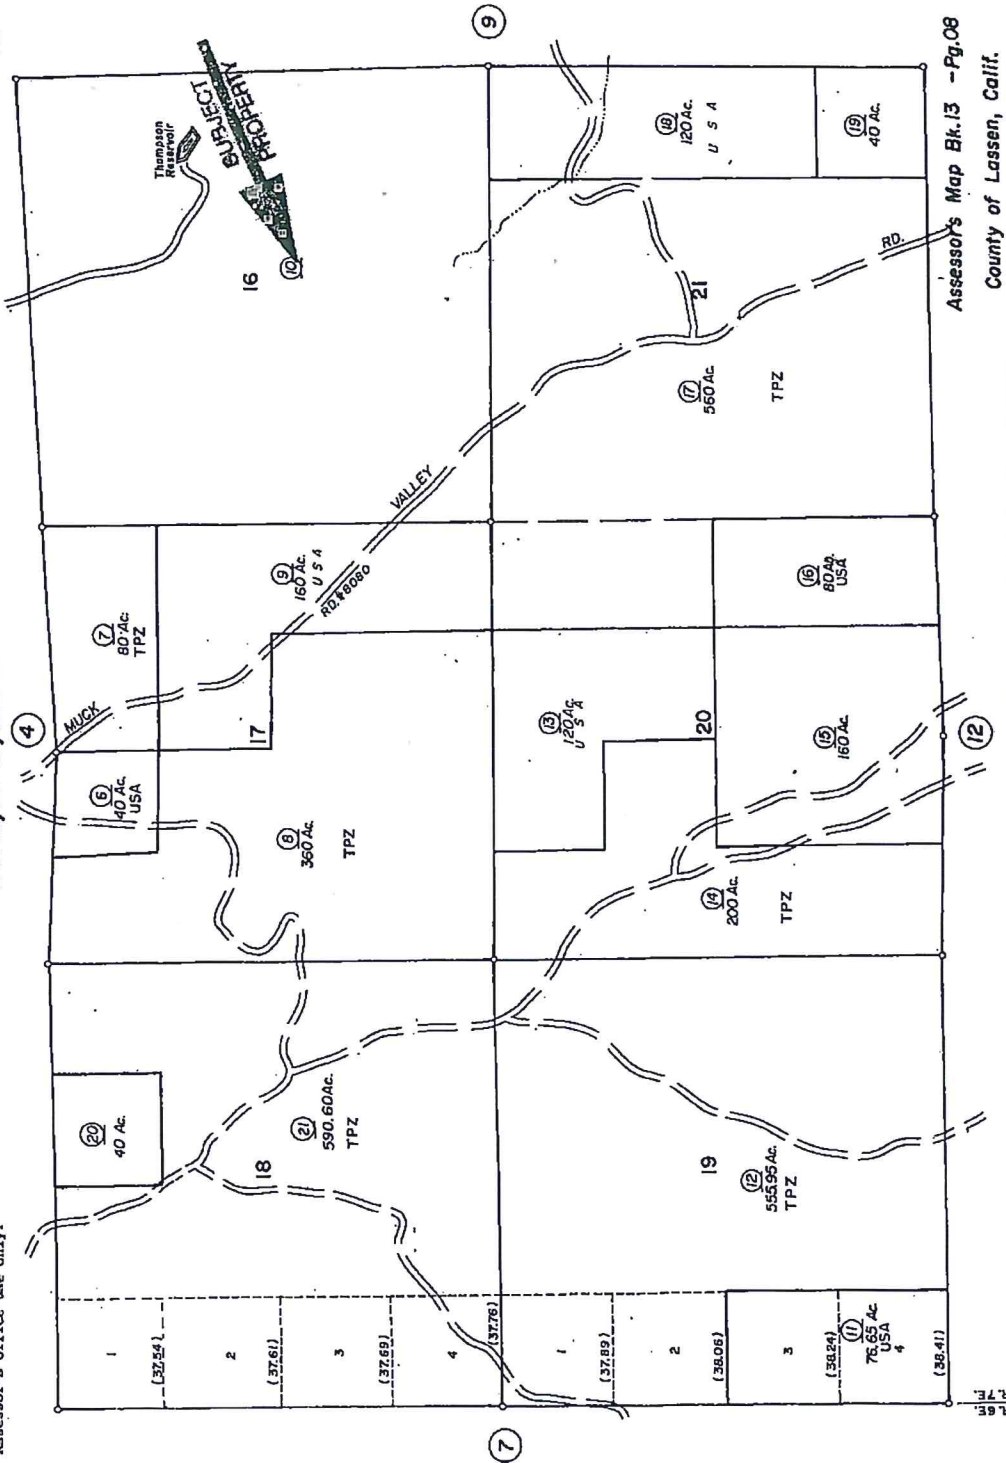 4
7
9
12
MUCK
VALLEY
RD.#8080
RD.
Thompson
Reservoir
SUBJECT
PROPERTY
16
10
17
18
19
20
21
6
40 Ac.
USA
7
80 Ac.
TPZ
8
360 Ac.
TPZ
9
160 Ac.
U S A
20
40 Ac.
21
590.60 Ac.
TPZ
1
(37.54)
2
(37.61)
3
(37.69)
4
(37.76)
1
(37.89)
2
(38.06)
3
(38.24)
11
76.65 Ac
USA
4
(38.41)
12
555.95 Ac.
TPZ
13
120 Ac.
U S A
14
200 Ac.
TPZ
15
160 Ac.
16
80 Ac.
USA
17
560 Ac.
TPZ
18
120 Ac.
U S A
19
40 Ac.
Assessor's Map Bk.13 -Pg.08
County of Lassen, Calif.